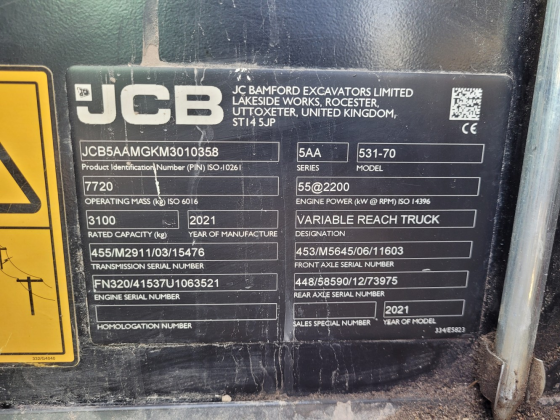 JCB
JC BAMFORD EXCAVATORS LIMITED
LAKESIDE WORKS, ROCESTER,
UTTOXETER, UNITED KINGDOM,
ST14 5JP
JCB5AAMGKM3010358
Product Identification Number (PIN) ISO-10261
5AA
SERIES
531-70
MODEL
7720
OPERATING MASS (kg) ISO 6016
55@2200
ENGINE POWER (kW @ RPM) ISO 14396
3100
RATED CAPACITY (kg)
2021
YEAR OF MANUFACTURE
VARIABLE REACH TRUCK
DESIGNATION
455/M2911/03/15476
TRANSMISSION SERIAL NUMBER
453/M5645/06/11603
FRONT AXLE SERIAL NUMBER
FN320/41537U1063521
ENGINE SERIAL NUMBER
448/58590/12/73975
REAR AXLE SERIAL NUMBER
HOMOLOGATION NUMBER
SALES SPECIAL NUMBER
2021
YEAR OF MODEL
334/E5823